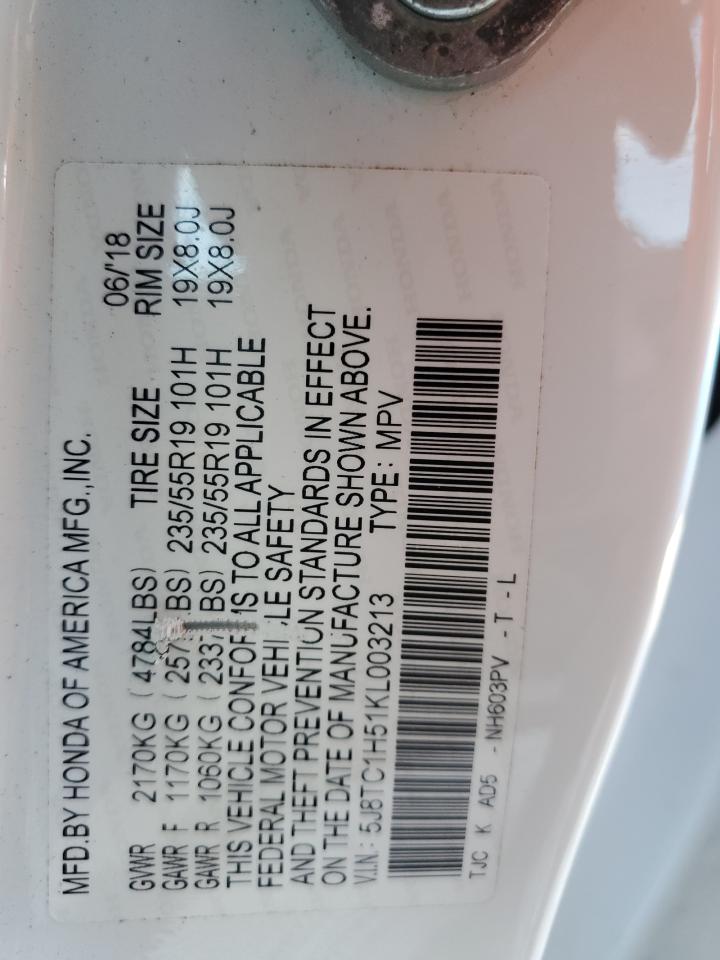 MFD.BY HONDA OF AMERICA MFG.,INC. 06/'18
GVWR 2170KG ( 4784LBS) TIRE SIZE RIM SIZE
GAWR F 1170KG ( 257 BS) 235/55R19 101H 19X8.0J
GAWR R 1060KG ( 233 BS) 235/55R19 101H 19X8.0J
THIS VEHICLE CONFOR S TO ALL APPLICABLE
FEDERAL MOTOR VEHI LE SAFETY
AND THEFT PREVENTION STANDARDS IN EFFECT
ON THE DATE OF MANUFACTURE SHOWN ABOVE.
V.I.N.: 5J8TC1H51KL003213 TYPE: MPV
TJC K AD5 -NH603PV - T - L